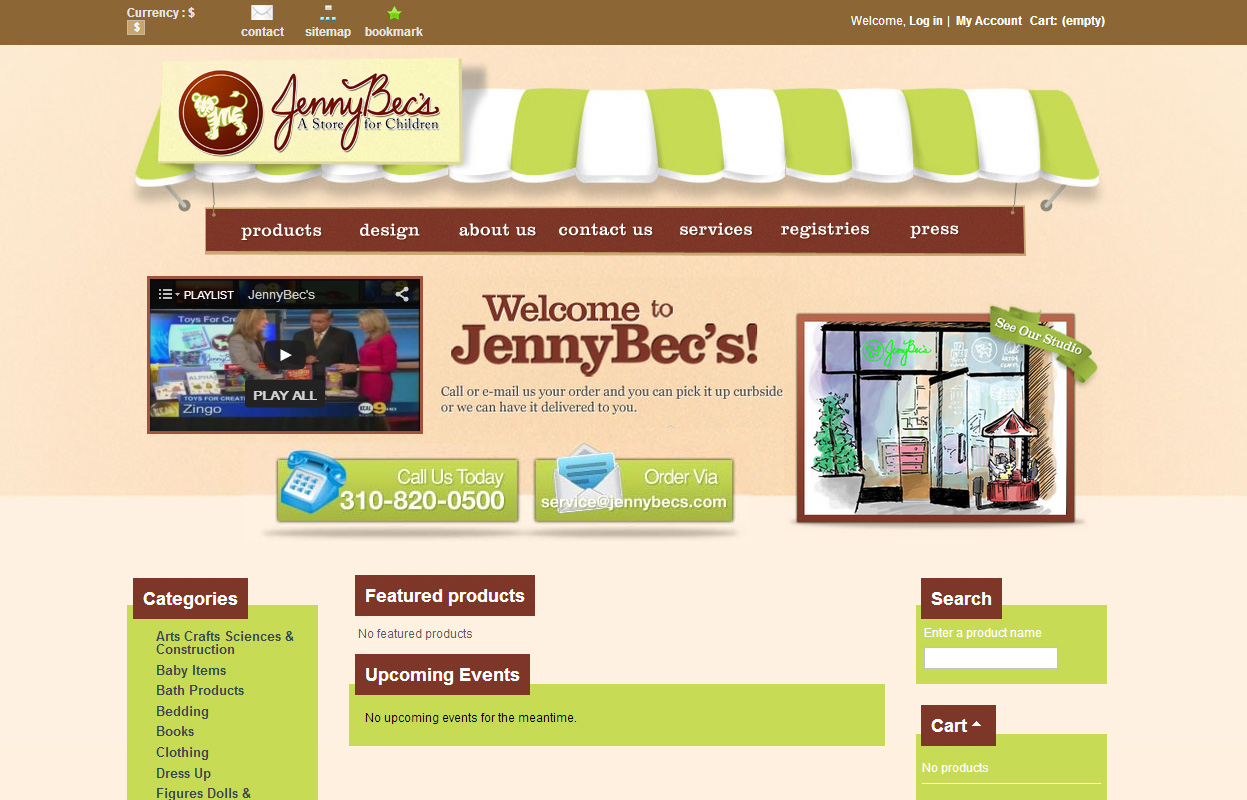 Currency : $
$
contact
sitemap
bookmark
Welcome, Log in | My Account Cart: (empty)
JennyBec's
A Store for Children
products design about us contact us services registries press
PLAYLIST JennyBec's
PLAY ALL
TOYS FOR CREAT
Zingo
Welcome to
JennyBec's!
Call or e-mail us your order and you can pick it up curbside
or we can have it delivered to you.
See Our Studio
JennyBec's
Call Us Today
310-820-0500
Order Via
service@jennybecs.com
Categories
Arts Crafts Sciences &
Construction
Baby Items
Bath Products
Bedding
Books
Clothing
Dress Up
Figures Dolls &
Featured products
No featured products
Upcoming Events
No upcoming events for the meantime.
Search
Enter a product name
Cart
No products